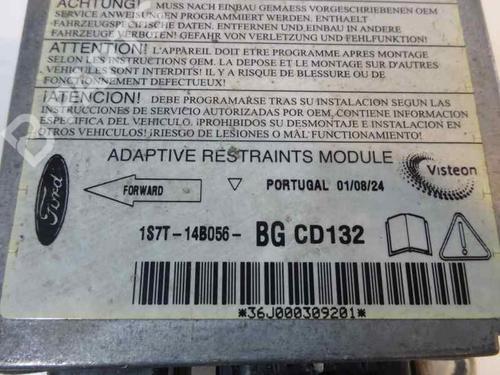 ACHTUNG! MUSS NACH EINBAU GEMAESS VORGESCHRIEBENEN OEM
SERVICE ANWEISUNGEN PROGRAMMIERT WERDEN. ENTHAELT
FAHRZEUGSPEZIFISCHE DATEN. ENTFERNEN UND EINBAU IN ANDERE
FAHRZEUGE VERBOTEN! GEFAHR VON VERLETZUNG UND FEHLFUNKTION!
ATTENTION! L'APPAREIL DOIT ETRE PROGRAMME APRES MONTAGE
SELON LES INSTRUCTIONS OEM. LA DEPOSE ET LE MONTAGE SUR D'AUTRES
VEHICULES SONT INTERDITS! IL Y A RISQUE DE BLESSURE OU DE
FONCTIONNEMENT DEFECTUEUX!
¡ATENCION! DEBE PROGRAMARSE TRAS SU INSTALACION SEGUN LAS
INSTRUCCIONES DE SERVICIO AUTORIZADAS POR OEM. CONTIENE INFORMACION
ESPECIFICA DEL VEHICULO. ¡PROHIBIDO SU DESMONTAJE E INSTALACION EN
OTROS VEHICULOS! ¡RIESGO DE LESIONES O MAL FUNCIONAMIENTO!
ADAPTIVE RESTRAINTS MODULE
Visteon
Ford
FORWARD
PORTUGAL 01/08/24
1S7T-14B056- BG CD132
*36J000309201*